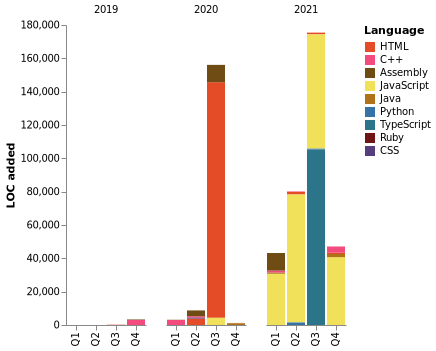 2019 2020 2021
LOC added
180,000
160,000
140,000
120,000
100,000
80,000
60,000
40,000
20,000
0
Q1 Q2 Q3 Q4 Q1 Q2 Q3 Q4 Q1 Q2 Q3 Q4
Language
HTML
C++
Assembly
JavaScript
Java
Python
TypeScript
Ruby
CSS